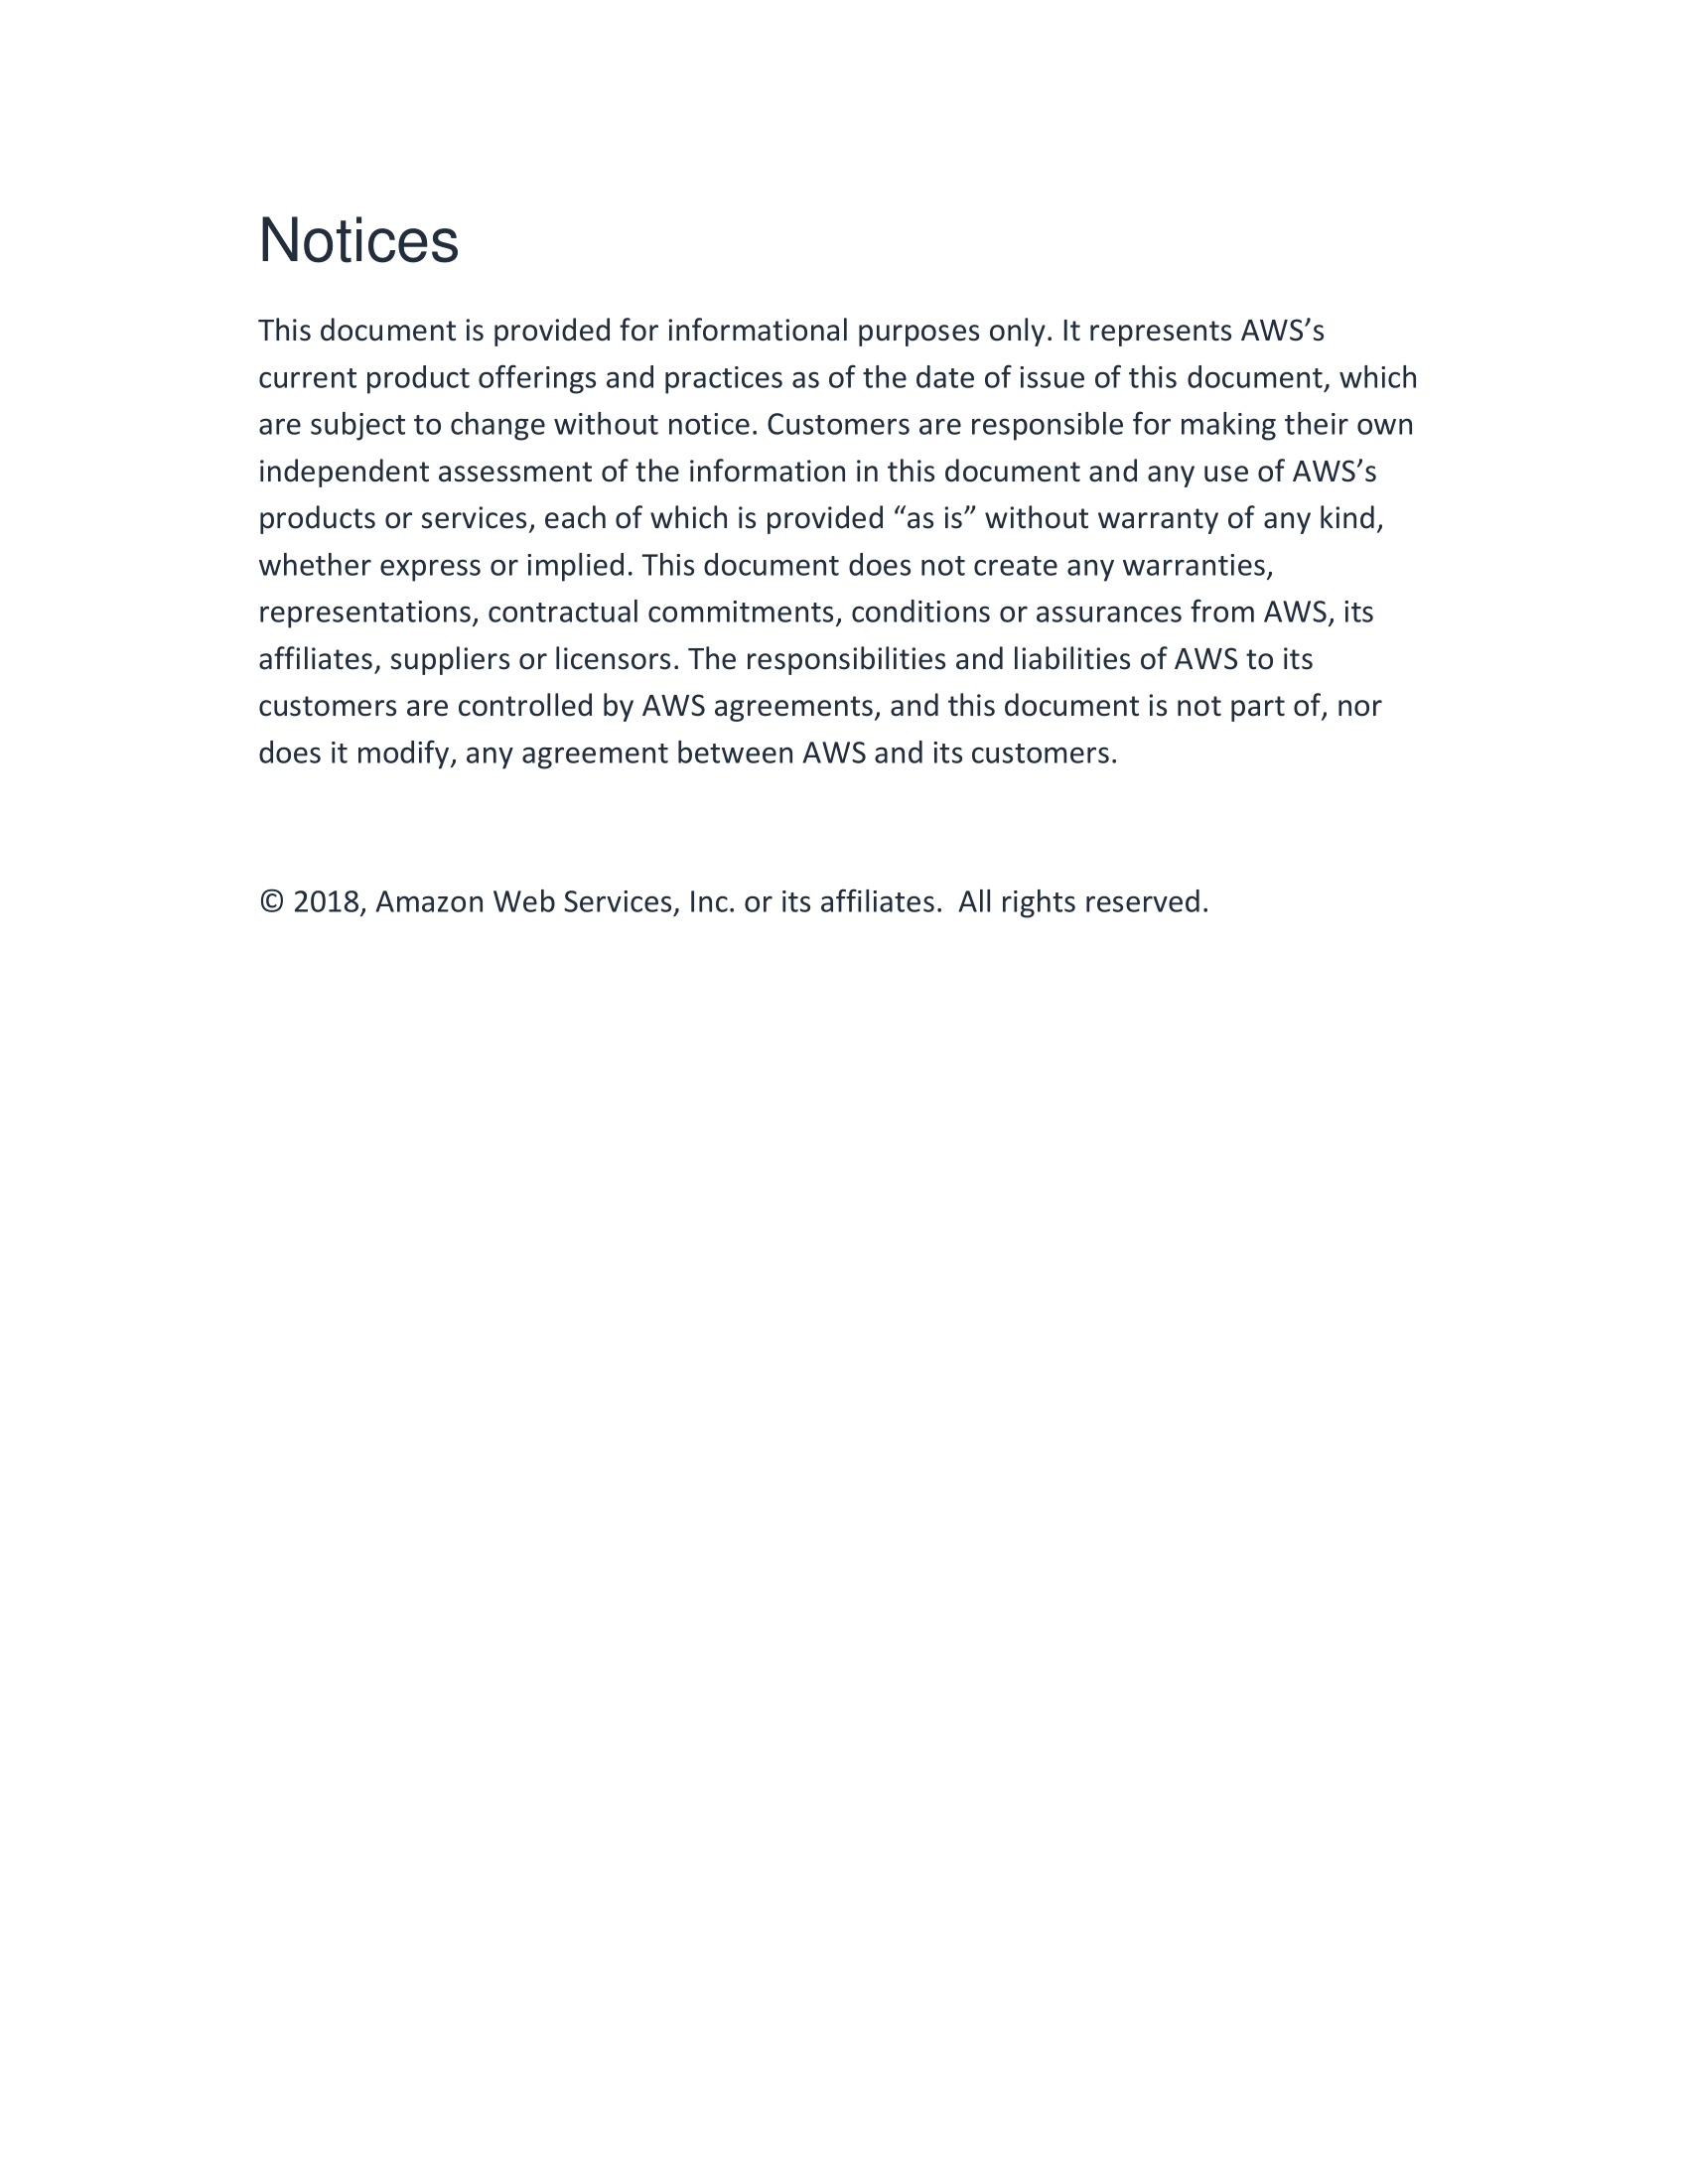 Notices
This document is provided for informational purposes only. It represents AWS’s
current product offerings and practices as of the date of issue of this document, which
are subject to change without notice. Customers are responsible for making their own
independent assessment of the information in this document and any use of AWS’s
products or services, each of which is provided “as is” without warranty of any kind,
whether express or implied. This document does not create any warranties,
representations, contractual commitments, conditions or assurances from AWS, its
affiliates, suppliers or licensors. The responsibilities and liabilities of AWS to its
customers are controlled by AWS agreements, and this document is not part of, nor
does it modify, any agreement between AWS and its customers.
© 2018, Amazon Web Services, Inc. or its affiliates.  All rights reserved.